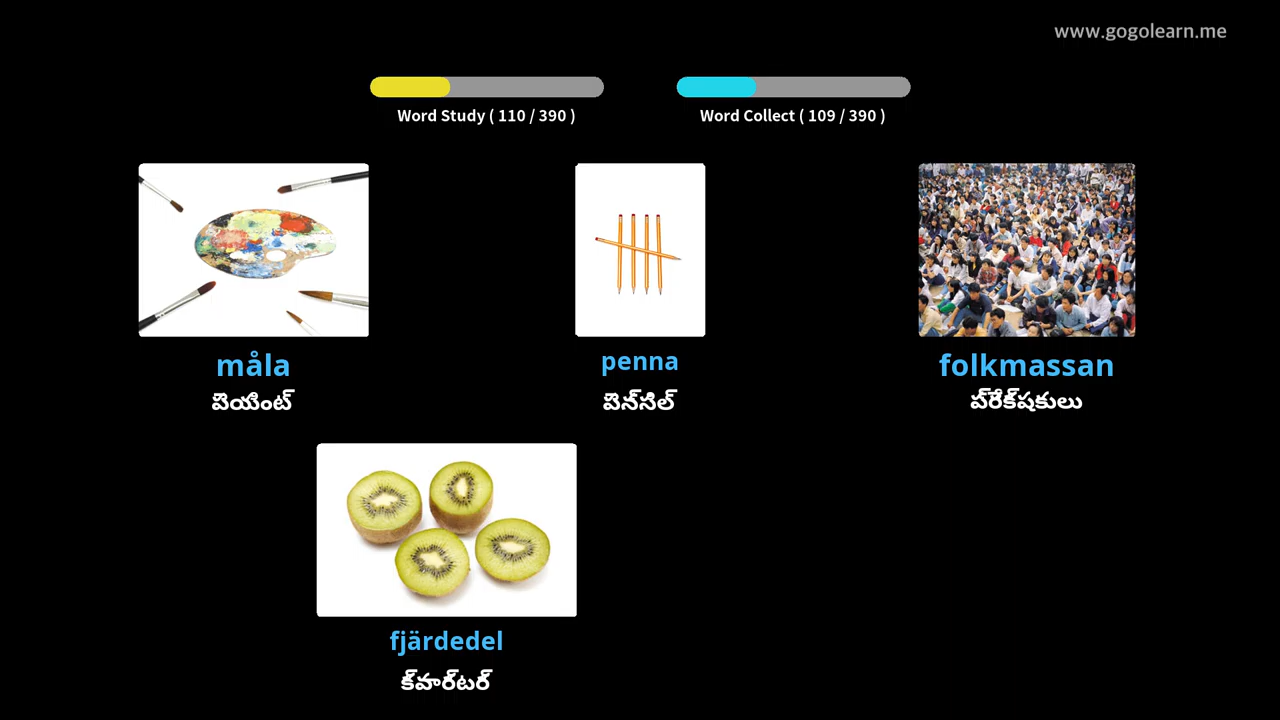 www.gogolearn.me
Word Study ( 110 / 390 )
Word Collect ( 109 / 390 )
måla
పెయింట్
penna
పెన్సిల్
folkmassan
ప్రేక్షకులు
fjärdedel
క్వార్టర్